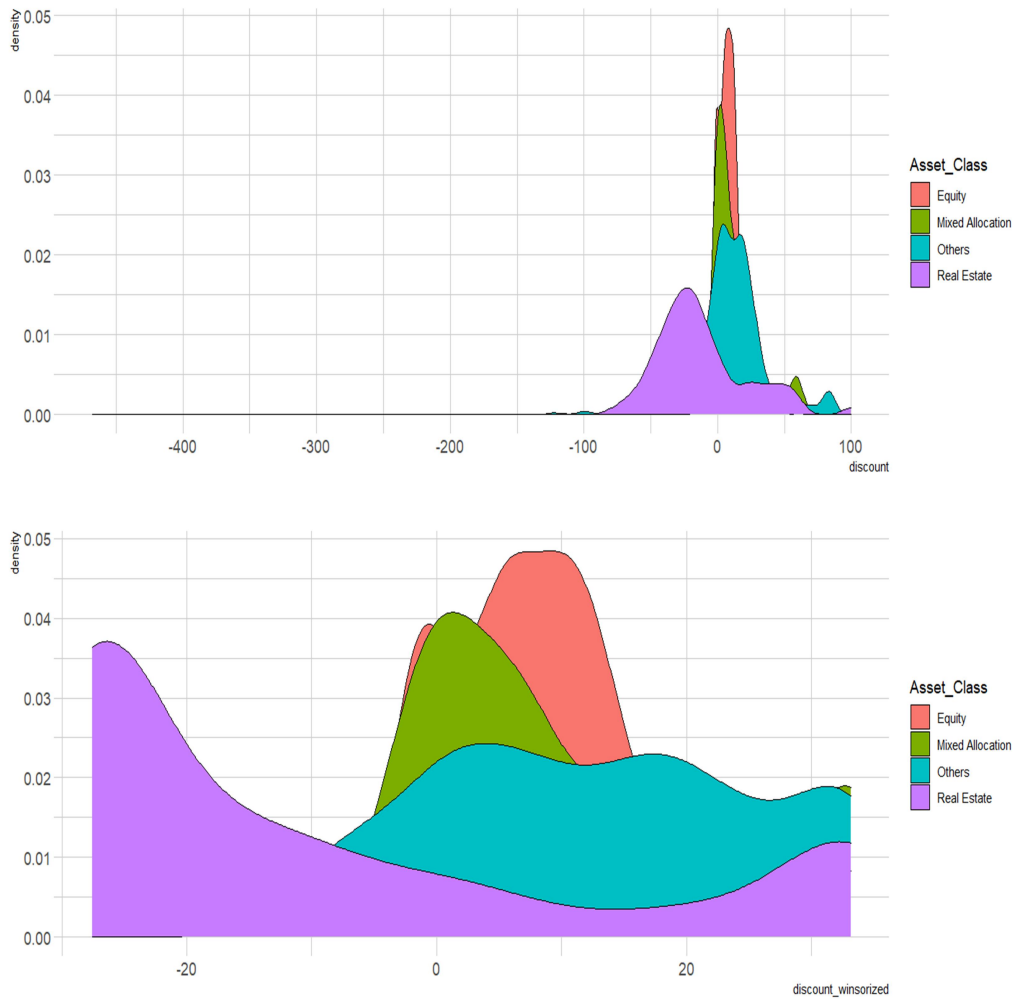 density
0.05
0.04
0.03
0.02
0.01
0.00
-400 -300 -200 -100 0 100
discount
Asset_Class
Equity
Mixed Allocation
Others
Real Estate
density
0.05
0.04
0.03
0.02
0.01
0.00
-20 0 20
discount_winsorized
Asset_Class
Equity
Mixed Allocation
Others
Real Estate